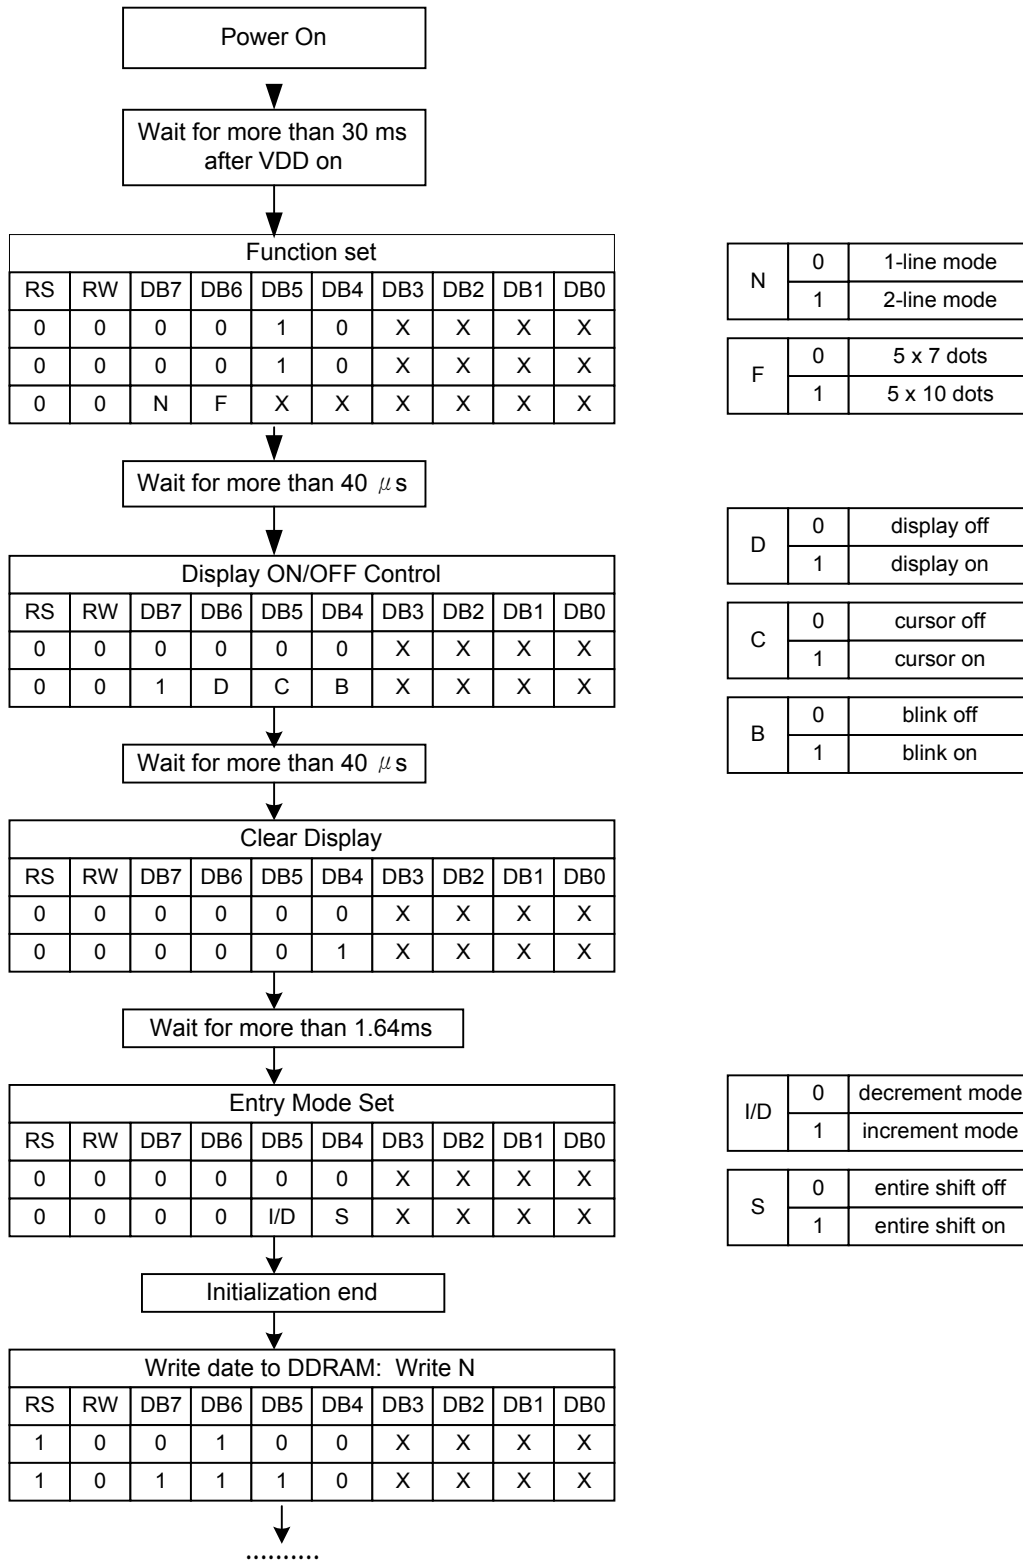 Power On
Wait for more than 30 ms
after VDD on
Function set
RS RW DB7 DB6 DB5 DB4 DB3 DB2 DB1 DB0
0 0 0 0 1 0 X X X X
0 0 0 0 1 0 X X X X
0 0 N F X X X X X X
N 0 1-line mode
1 2-line mode
F 0 5 x 7 dots
1 5 x 10 dots
Wait for more than 40 μs
Display ON/OFF Control
RS RW DB7 DB6 DB5 DB4 DB3 DB2 DB1 DB0
0 0 0 0 0 0 X X X X
0 0 1 D C B X X X X
D 0 display off
1 display on
C 0 cursor off
1 cursor on
B 0 blink off
1 blink on
Wait for more than 40 μs
Clear Display
RS RW DB7 DB6 DB5 DB4 DB3 DB2 DB1 DB0
0 0 0 0 0 0 X X X X
0 0 0 0 0 1 X X X X
Wait for more than 1.64ms
Entry Mode Set
RS RW DB7 DB6 DB5 DB4 DB3 DB2 DB1 DB0
0 0 0 0 0 0 X X X X
0 0 0 0 I/D S X X X X
I/D 0 decrement mode
1 increment mode
S 0 entire shift off
1 entire shift on
Initialization end
Write date to DDRAM: Write N
RS RW DB7 DB6 DB5 DB4 DB3 DB2 DB1 DB0
1 0 0 1 0 0 X X X X
1 0 1 1 1 0 X X X X
..........